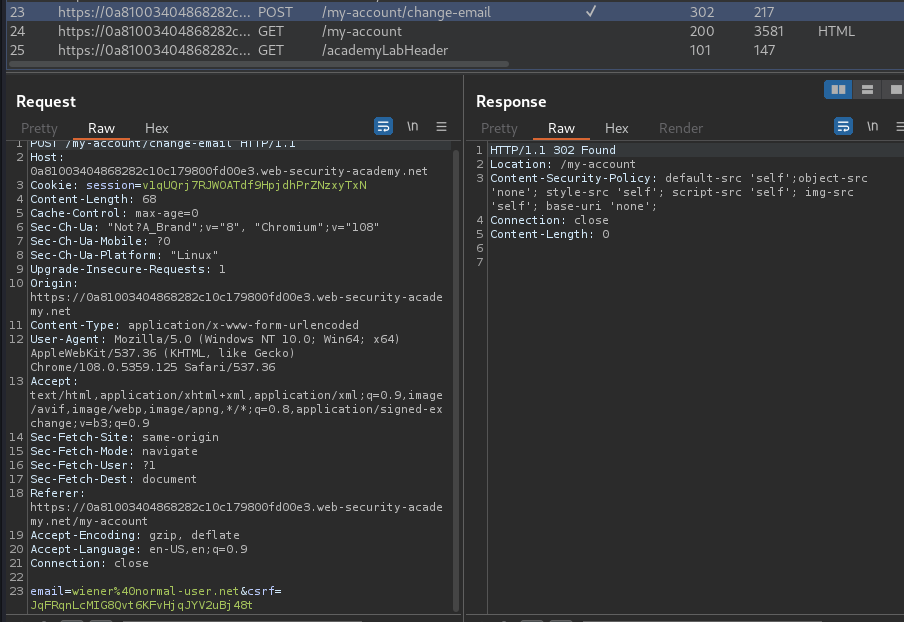 23 https://0a81003404868282c... POST /my-account/change-email ✓ 302 217
24 https://0a81003404868282c... GET /my-account 200 3581 HTML
25 https://0a81003404868282c... GET /academyLabHeader 101 147
Request
Pretty Raw Hex
\n
1 POST /my-account/change-email HTTP/1.1
2 Host:
0a81003404868282c10c179800fd00e3.web-security-academy.net
3 Cookie: session=v1qUQrj7RJWOATdf9HpjdhPrZNzxyTxN
4 Content-Length: 68
5 Cache-Control: max-age=0
6 Sec-Ch-Ua: "Not?A_Brand";v="8", "Chromium";v="108"
7 Sec-Ch-Ua-Mobile: ?0
8 Sec-Ch-Ua-Platform: "Linux"
9 Upgrade-Insecure-Requests: 1
10 Origin:
https://0a81003404868282c10c179800fd00e3.web-security-acade
my.net
11 Content-Type: application/x-www-form-urlencoded
12 User-Agent: Mozilla/5.0 (Windows NT 10.0; Win64; x64)
AppleWebKit/537.36 (KHTML, like Gecko)
Chrome/108.0.5359.125 Safari/537.36
13 Accept:
text/html,application/xhtml+xml,application/xml;q=0.9,image
/avif,image/webp,image/apng,*/*;q=0.8,application/signed-ex
change;v=b3;q=0.9
14 Sec-Fetch-Site: same-origin
15 Sec-Fetch-Mode: navigate
16 Sec-Fetch-User: ?1
17 Sec-Fetch-Dest: document
18 Referer:
https://0a81003404868282c10c179800fd00e3.web-security-acade
my.net/my-account
19 Accept-Encoding: gzip, deflate
20 Accept-Language: en-US,en;q=0.9
21 Connection: close
22
23 email=wiener%40normal-user.net&csrf=
JqFRqnLcMIG8Qvt6KFvHjqJYV2uBj48t
Response
Pretty Raw Hex Render
\n
1 HTTP/1.1 302 Found
2 Location: /my-account
3 Content-Security-Policy: default-src 'self';object-src
'none'; style-src 'self'; script-src 'self'; img-src
'self'; base-uri 'none';
4 Connection: close
5 Content-Length: 0
6
7